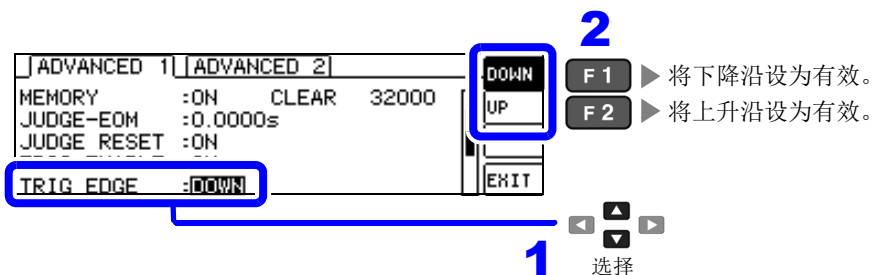 2
ADVANCED 1 ADVANCED 2
MEMORY :ON CLEAR 32000
JUDGE-EOM :0.0000s
JUDGE RESET :ON
TRIG EDGE :DOWN
DOWN
UP
EXIT
F 1 ▶ 将下降沿设为有效。
F 2 ▶ 将上升沿设为有效。
1
选择